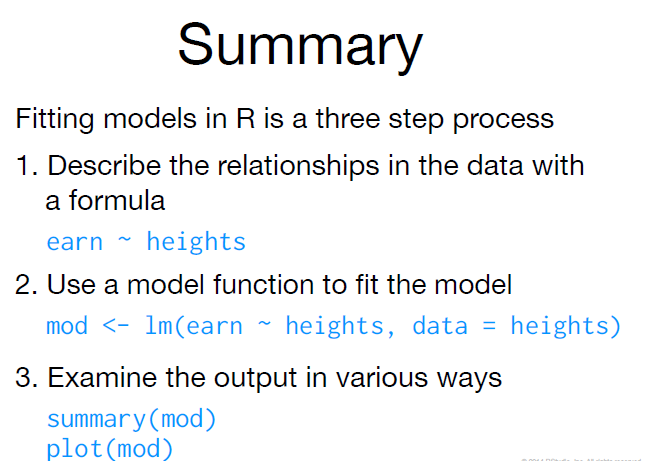 Summary
Fitting models in R is a three step process
1. Describe the relationships in the data with
a formula
earn ~ heights
2. Use a model function to fit the model
mod <- lm(earn ~ heights, data = heights)
3. Examine the output in various ways
summary(mod)
plot(mod)